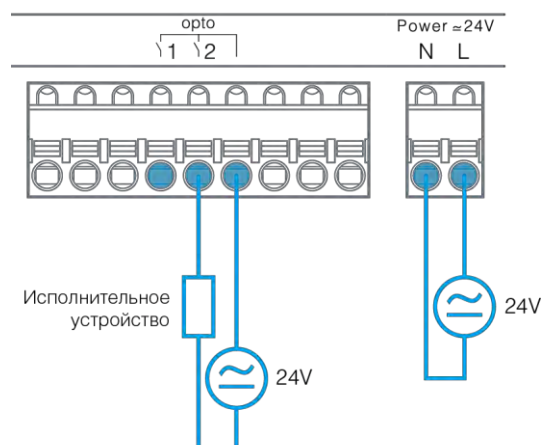 opto
1 2
Power ≃24V
N L
Исполнительное
устройство
24V
24V